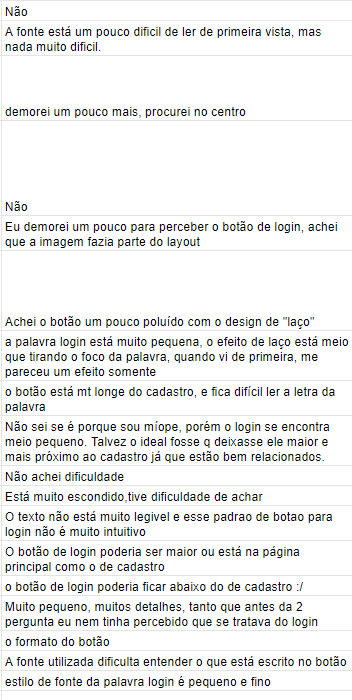 Não
A fonte está um pouco dificil de ler de primeira vista, mas
nada muito dificil.
demorei um pouco mais, procurei no centro
Não
Eu demorei um pouco para perceber o botão de login, achei
que a imagem fazia parte do layout
Achei o botão um pouco poluído com o design de "laço"
a palavra login está muito pequena, o efeito de laço está meio
que tirando o foco da palavra, quando vi de primeira, me
pareceu um efeito somente
o botão está mt longe do cadastro, e fica difícil ler a letra da
palavra
Não sei se é porque sou míope, porém o login se encontra
meio pequeno. Talvez o ideal fosse q deixasse ele maior e
mais próximo ao cadastro já que estão bem relacionados.
Não achei dificuldade
Está muito escondido,tive dificuldade de achar
O texto não está muito legivel e esse padrao de botao para
login não é muito intuitivo
O botão de login poderia ser maior ou está na página
principal como o de cadastro
o botão de login poderia ficar abaixo do de cadastro :/
Muito pequeno, muitos detalhes, tanto que antes da 2
pergunta eu nem tinha percebido que se tratava do login
o formato do botão
A fonte utilizada dificulta entender o que está escrito no botão
estilo de fonte da palavra login é pequeno e fino